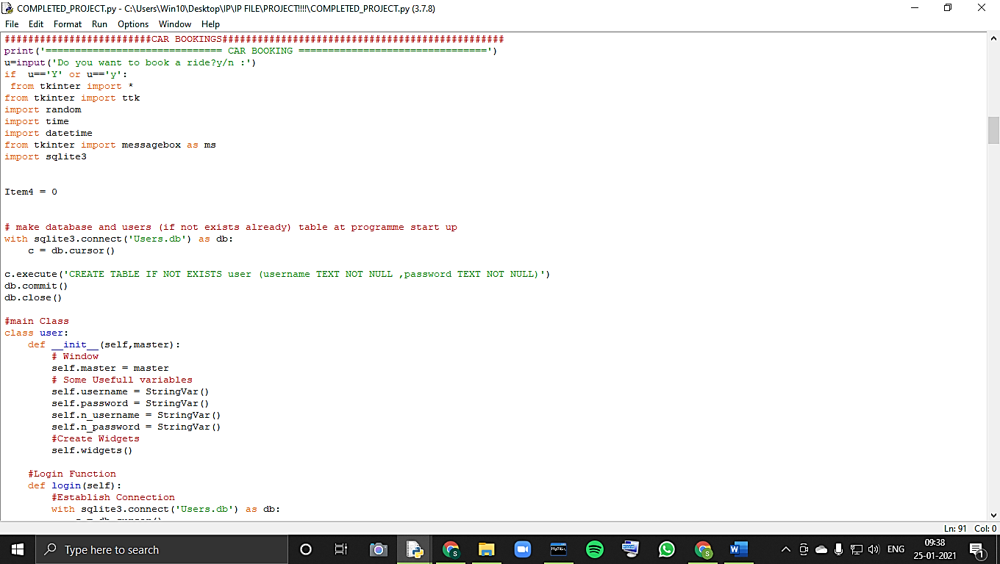 COMPLETED_PROJECT.py - C:\Users\Win10\Desktop\IP\IP FILE\PROJECT!!!!\COMPLETED_PROJECT.py (3.7.8)
File Edit Format Run Options Window Help
#########################CAR BOOKINGS################################################
print('============================== CAR BOOKING ================================')
u=input('Do you want to book a ride?y/n :')
if  u=='Y' or u=='y':
 from tkinter import *
from tkinter import ttk
import random
import time
import datetime
from tkinter import messagebox as ms
import sqlite3
Item4 = 0
# make database and users (if not exists already) table at programme start up
with sqlite3.connect('Users.db') as db:
    c = db.cursor()
c.execute('CREATE TABLE IF NOT EXISTS user (username TEXT NOT NULL ,password TEXT NOT NULL)')
db.commit()
db.close()
#main Class
class user:
    def __init__(self,master):
        # Window
        self.master = master
        # Some Usefull variables
        self.username = StringVar()
        self.password = StringVar()
        self.n_username = StringVar()
        self.n_password = StringVar()
        #Create Widgets
        self.widgets()
    #Login Function
    def login(self):
        #Establish Connection
        with sqlite3.connect('Users.db') as db:
Ln: 91 Col: 0
Type here to search
MySQL
W
ENG
09:38
25-01-2021
1